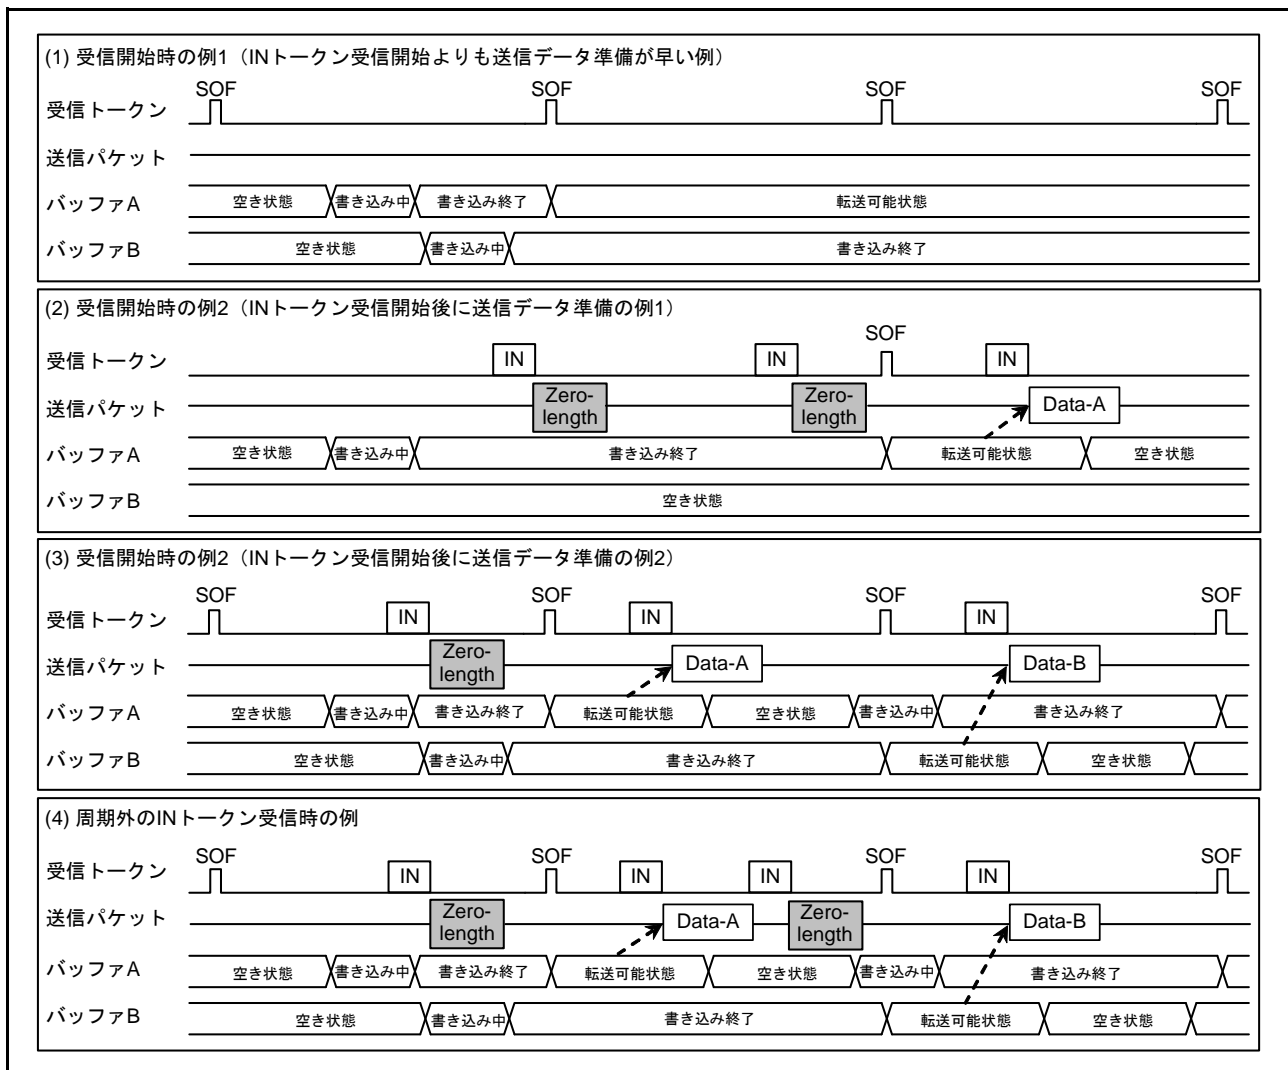 (1) 受信開始時の例1（INトークン受信開始よりも送信データ準備が早い例）
SOF SOF SOF SOF
受信トークン
送信パケット
バッファA 空き状態 書き込み中 書き込み終了 転送可能状態
バッファB 空き状態 書き込み中 書き込み終了
(2) 受信開始時の例2（INトークン受信開始後に送信データ準備の例1）
SOF
受信トークン IN IN IN
送信パケット Zero-length Zero-length Data-A
バッファA 空き状態 書き込み中 書き込み終了 転送可能状態 空き状態
バッファB 空き状態
(3) 受信開始時の例2（INトークン受信開始後に送信データ準備の例2）
SOF SOF SOF SOF
受信トークン IN IN IN
送信パケット Zero-length Data-A Data-B
バッファA 空き状態 書き込み中 書き込み終了 転送可能状態 空き状態 書き込み中 書き込み終了
バッファB 空き状態 書き込み中 書き込み終了 転送可能状態 空き状態
(4) 周期外のINトークン受信時の例
SOF SOF SOF SOF
受信トークン IN IN IN IN
送信パケット Zero-length Data-A Zero-length Data-B
バッファA 空き状態 書き込み中 書き込み終了 転送可能状態 空き状態 書き込み中 書き込み終了
バッファB 空き状態 書き込み中 書き込み終了 転送可能状態 空き状態